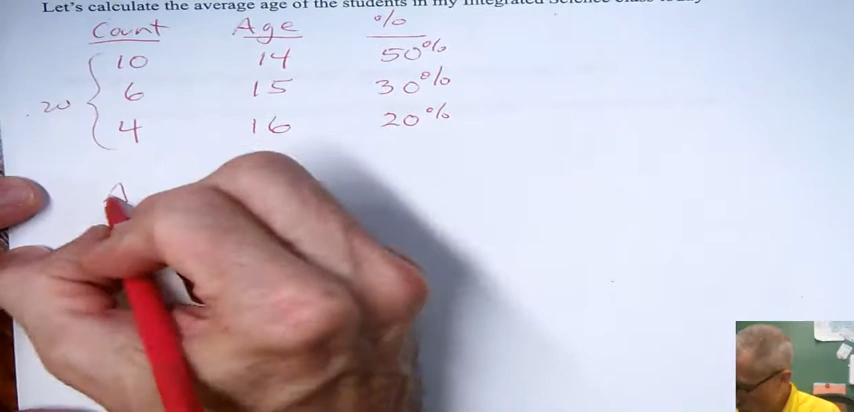 Let's calculate the average age of the students in my Integrated Science Class today
Count Age %
10 14 50%
6 15 30%
20
4 16 20%
A